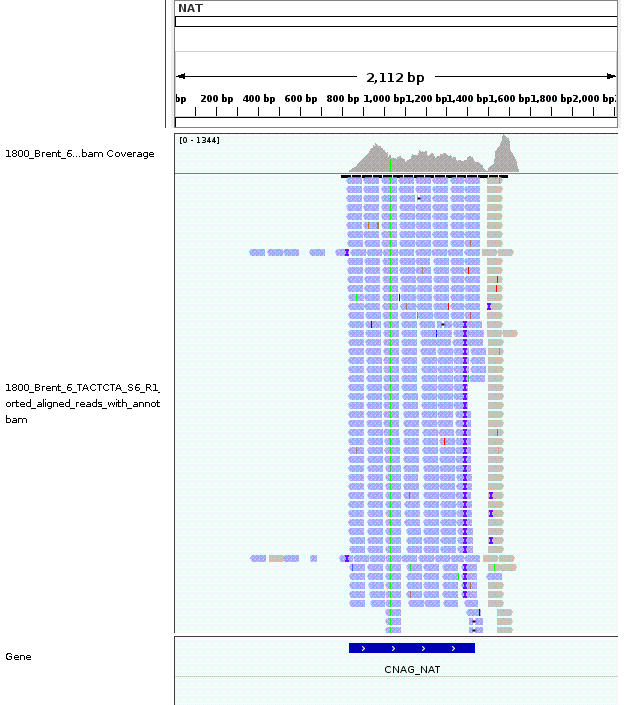 NAT
2,112 bp
bp 200 bp 400 bp 600 bp 800 bp 1,000 bp 1,200 bp 1,400 bp 1,600 bp 1,800 bp 2,000 bp
[0 - 1344]
1800_Brent_6...bam Coverage
1800_Brent_6_TACTCTA_S6_R1_
orted_aligned_reads_with_annot
bam
Gene
CNAG_NAT